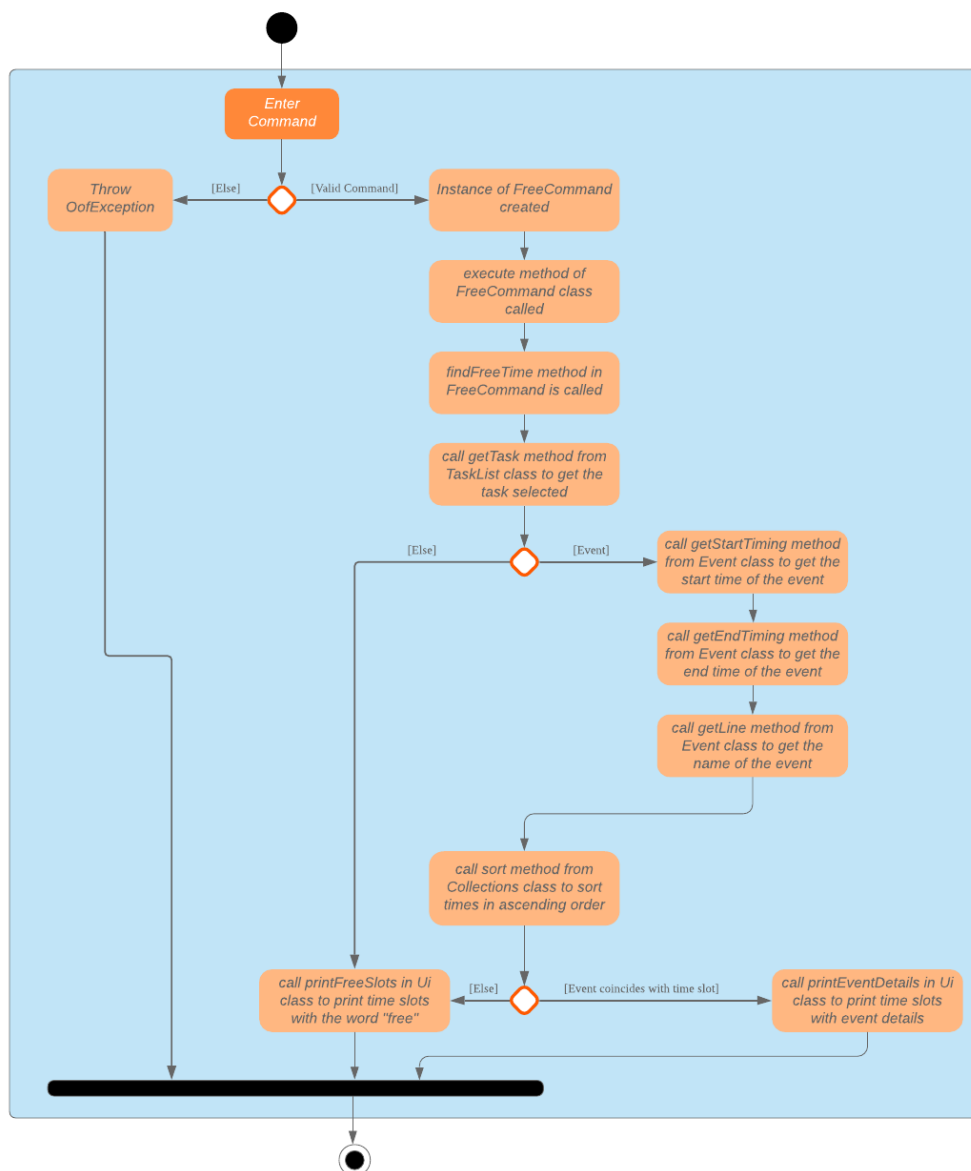 Enter
Command
Throw
OofException
[Else]
[Valid Command]
Instance of FreeCommand
created
execute method of
FreeCommand class
called
findFreeTime method in
FreeCommand is called
call getTask method from
TaskList class to get the
task selected
[Else]
[Event]
call getStartTiming method
from Event class to get the
start time of the event
call getEndTiming method
from Event class to get the
end time of the event
call getLine method from
Event class to get the
name of the event
call sort method from
Collections class to sort
times in ascending order
call printFreeSlots in Ui
class to print time slots
with the word "free"
[Else]
[Event coincides with time slot]
call printEventDetails in Ui
class to print time slots
with event details